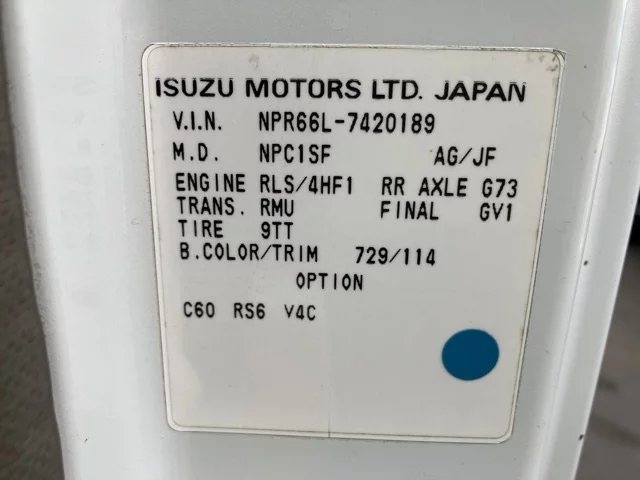 ISUZU MOTORS LTD. JAPAN
V.I.N. NPR66L-7420189
M.D. NPC1SF AG/JF
ENGINE RLS/4HF1 RR AXLE G73
TRANS. RMU FINAL GV1
TIRE 9TT
B.COLOR/TRIM 729/114
OPTION
C60 RS6 V4C